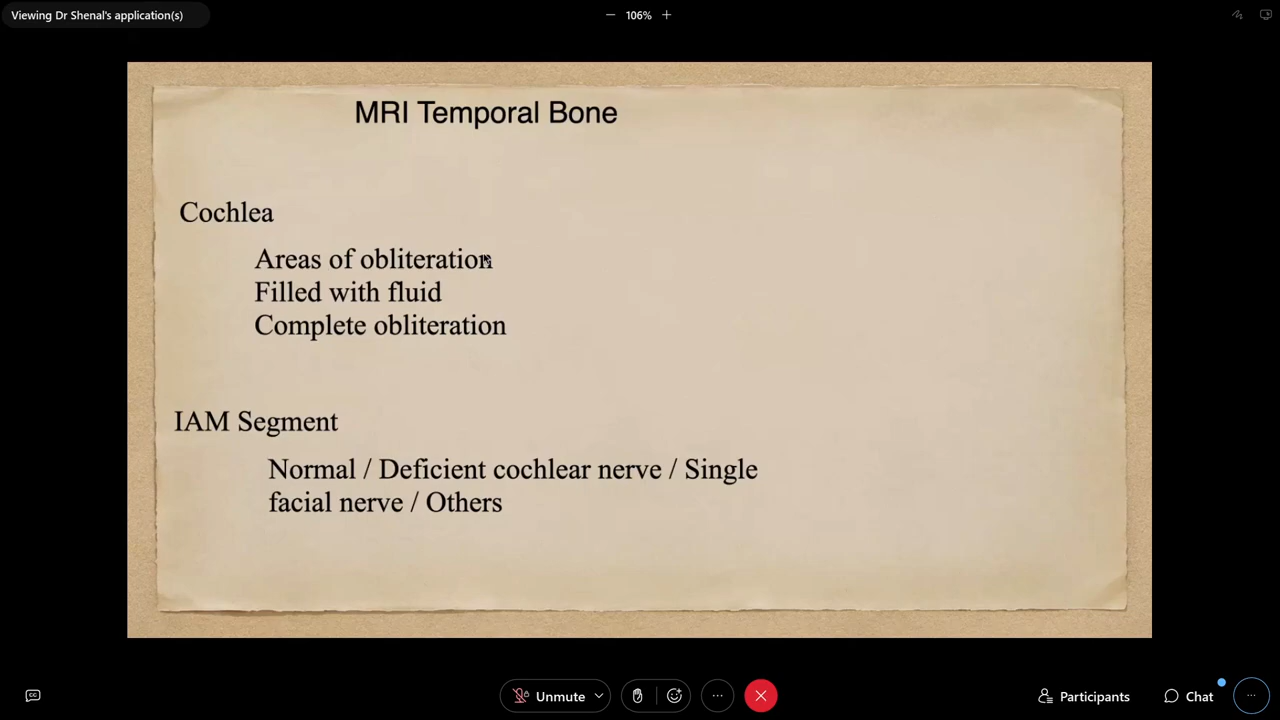 Viewing Dr Shenal's application(s)
106%
MRI Temporal Bone
Cochlea
Areas of obliteration
Filled with fluid
Complete obliteration
IAM Segment
Normal / Deficient cochlear nerve / Single
facial nerve / Others
CC
Unmute
Participants
Chat